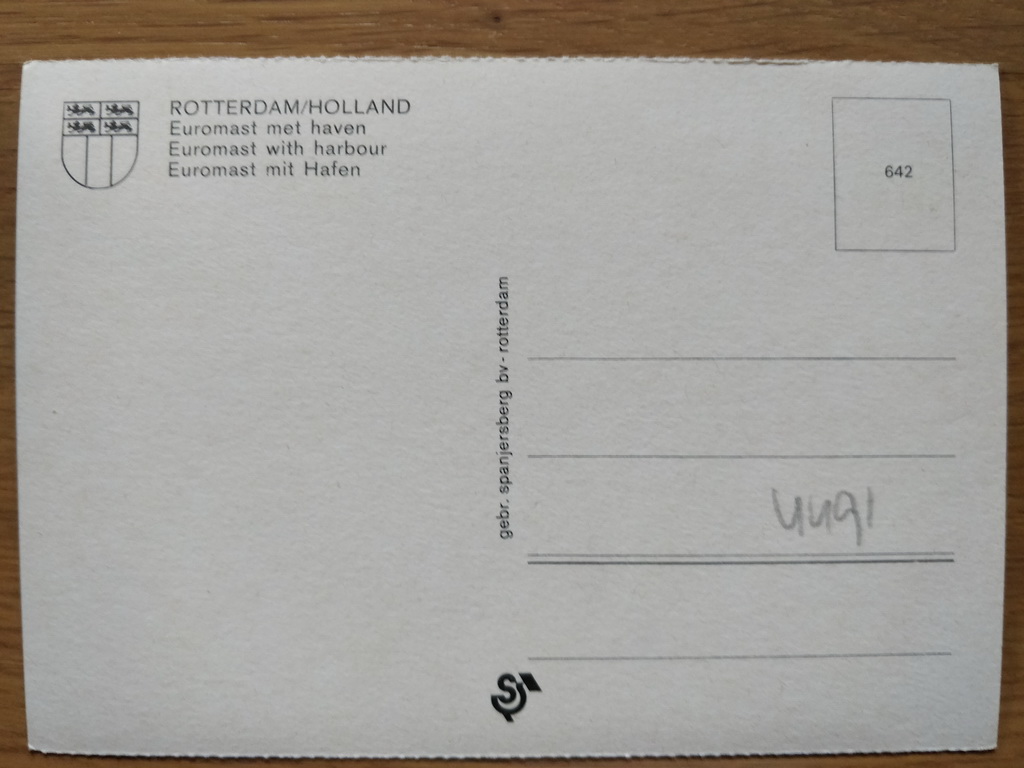 ROTTERDAM/HOLLAND
Euromast met haven
Euromast with harbour
Euromast mit Hafen
642
gebr. spanjersberg bv - rotterdam
4491
S